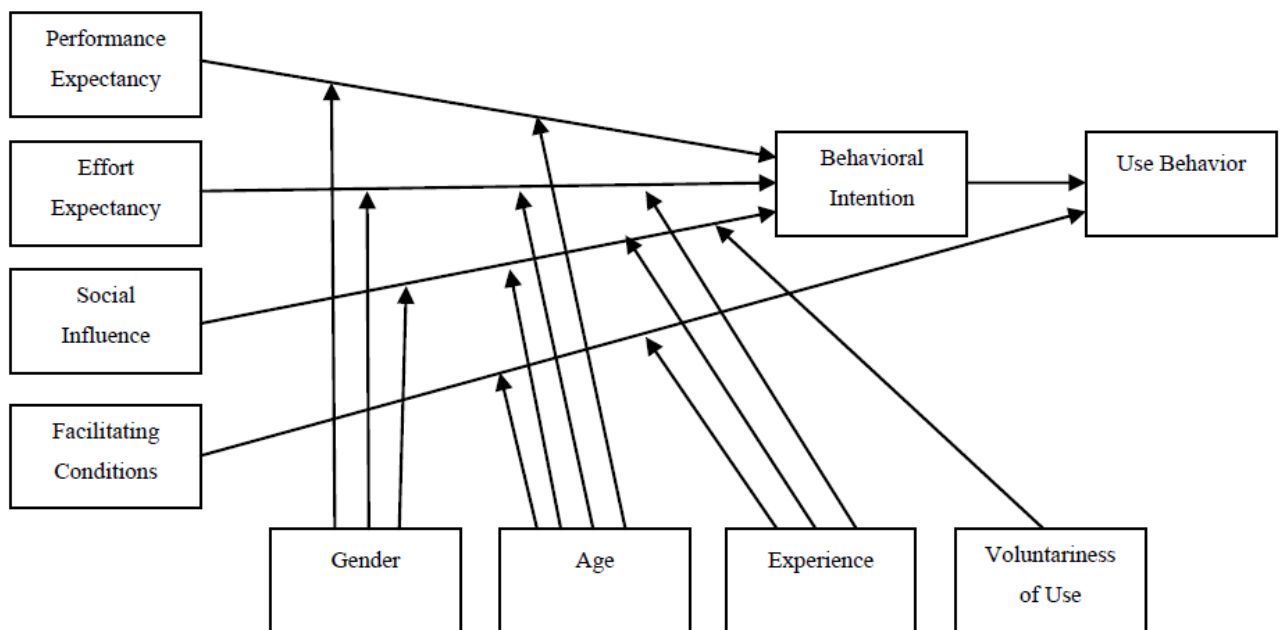 Performance
Expectancy
Effort
Expectancy
Social
Influence
Facilitating
Conditions
Behavioral
Intention
Use Behavior
Gender
Age
Experience
Voluntariness
of Use